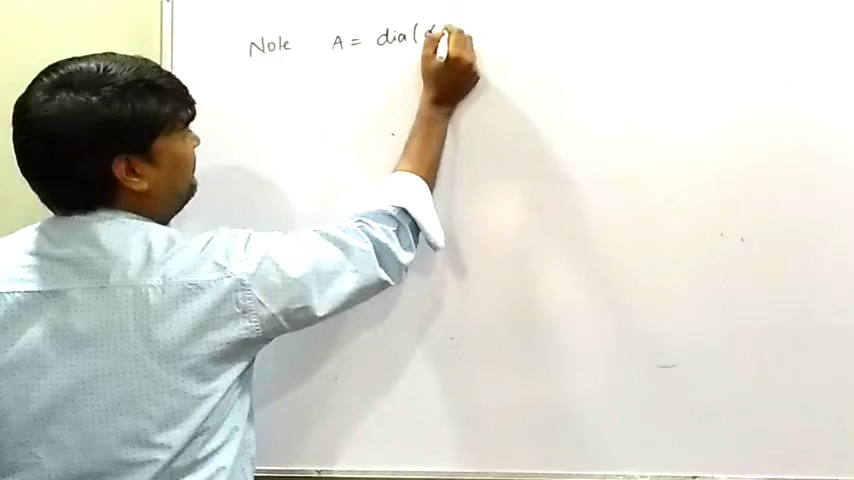 Note A = dia(